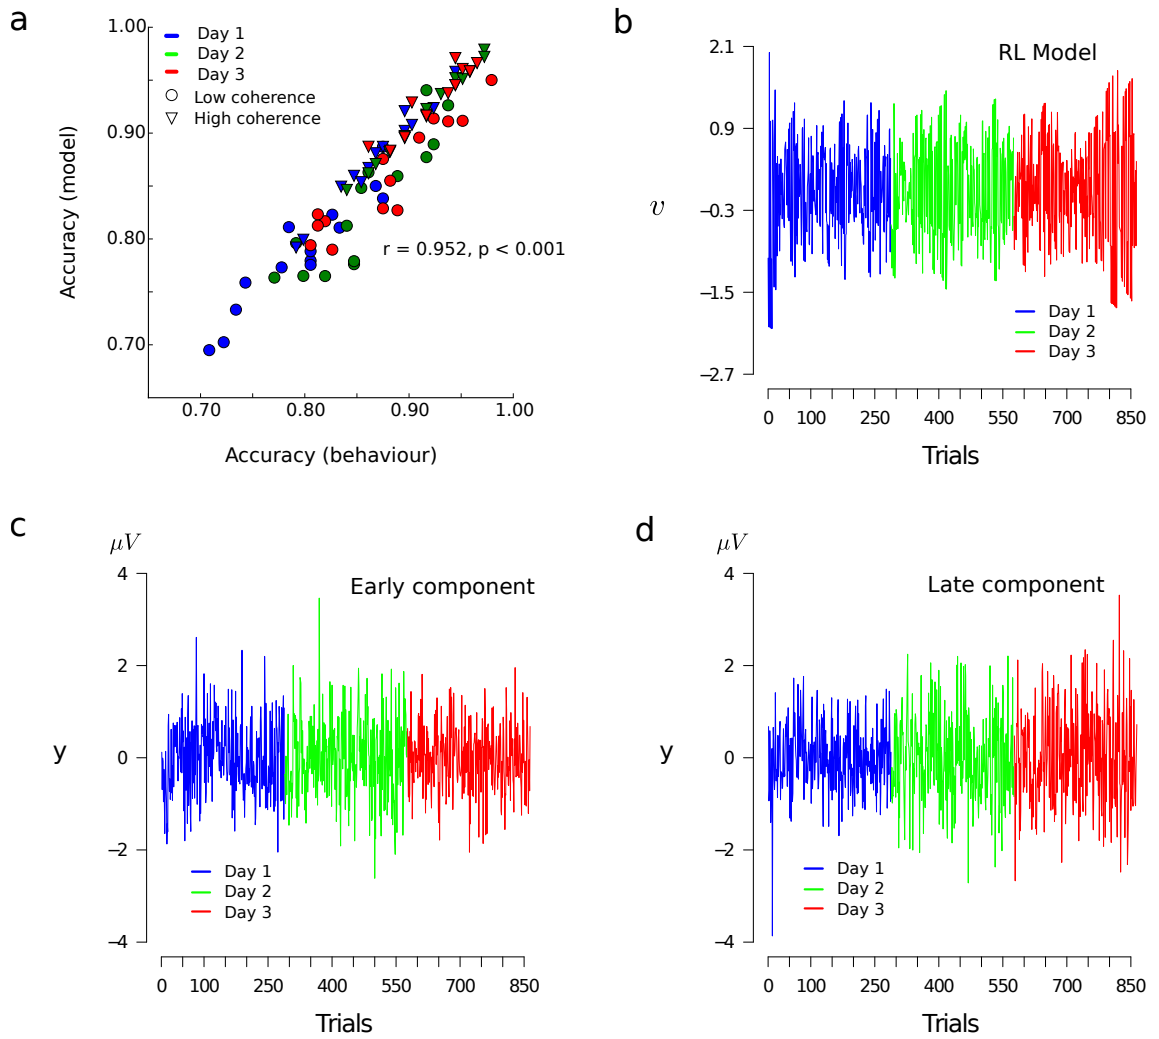 a
1.00
0.90
0.80
0.70
Accuracy (model)
Day 1
Day 2
Day 3
Low coherence
High coherence
r = 0.952, p < 0.001
0.70 0.80 0.90 1.00
Accuracy (behaviour)
b
RL Model
2.1
0.9
−0.3
−1.5
−2.7
v
Day 1
Day 2
Day 3
0 100 250 400 550 700 850
Trials
c
μV
Early component
4
2
0
−2
−4
y
Day 1
Day 2
Day 3
0 100 250 400 550 700 850
Trials
d
μV
Late component
4
2
0
−2
−4
y
Day 1
Day 2
Day 3
0 100 250 400 550 700 850
Trials